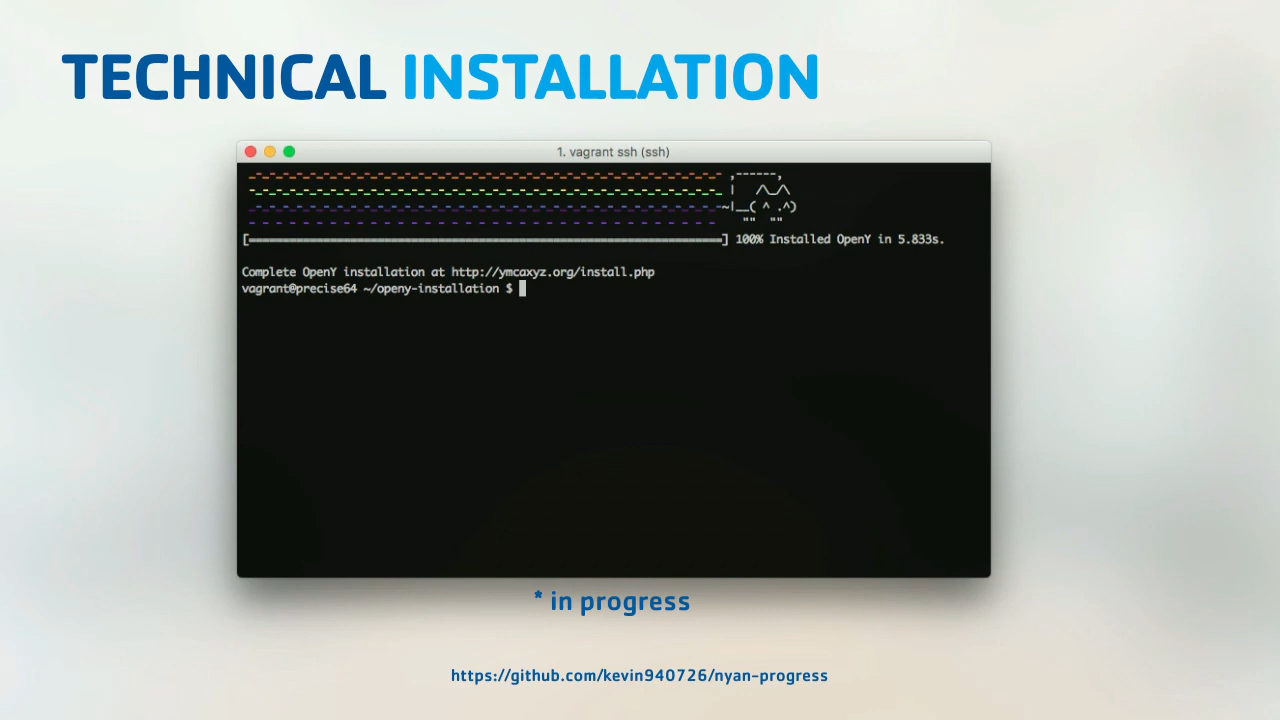 TECHNICAL INSTALLATION
1. vagrant ssh (ssh)
[════════════════════════════════════════] 100% Installed OpenY in 5.833s.
Complete OpenY installation at http://ymcaxyz.org/install.php
vagrant@precise64 ~/openy-installation $
* in progress
https://github.com/kevin940726/nyan-progress